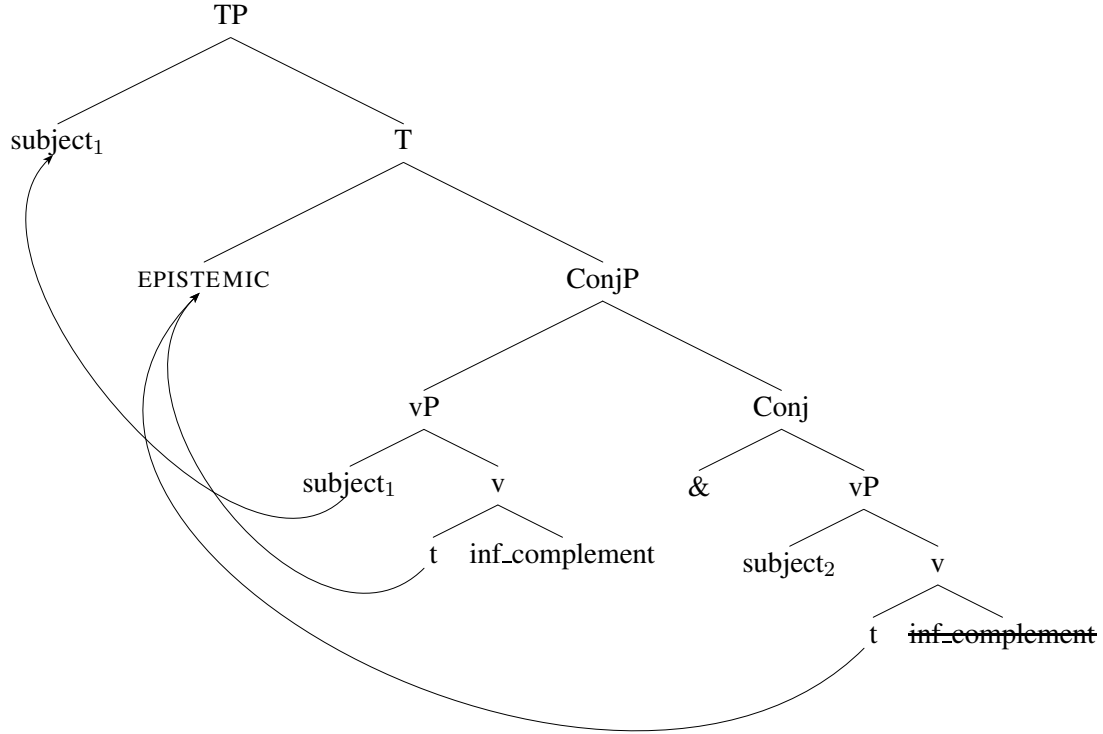 TP
subject₁
T
EPISTEMIC
ConjP
vP
Conj
subject₁
v
&
vP
t
inf_complement
subject₂
v
t
inf_complement